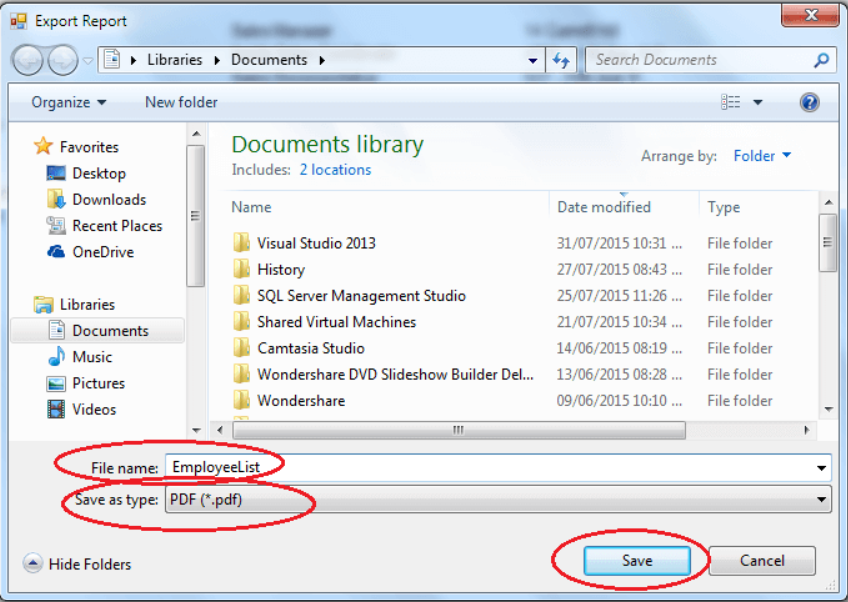 Export Report
Libraries Documents
Search Documents
Organize New folder
Favorites
Desktop
Downloads
Recent Places
OneDrive
Libraries
Documents
Music
Pictures
Videos
Documents library
Includes: 2 locations
Arrange by: Folder
Name Date modified Type
Visual Studio 2013 31/07/2015 10:31 ... File folder
History 27/07/2015 08:43 ... File folder
SQL Server Management Studio 25/07/2015 11:26 ... File folder
Shared Virtual Machines 21/07/2015 10:34 ... File folder
Camtasia Studio 14/06/2015 08:19 ... File folder
Wondershare DVD Slideshow Builder Del... 13/06/2015 08:28 ... File folder
Wondershare 09/06/2015 10:10 ... File folder
File name: EmployeeList
Save as type: PDF (*.pdf)
Hide Folders
Save
Cancel